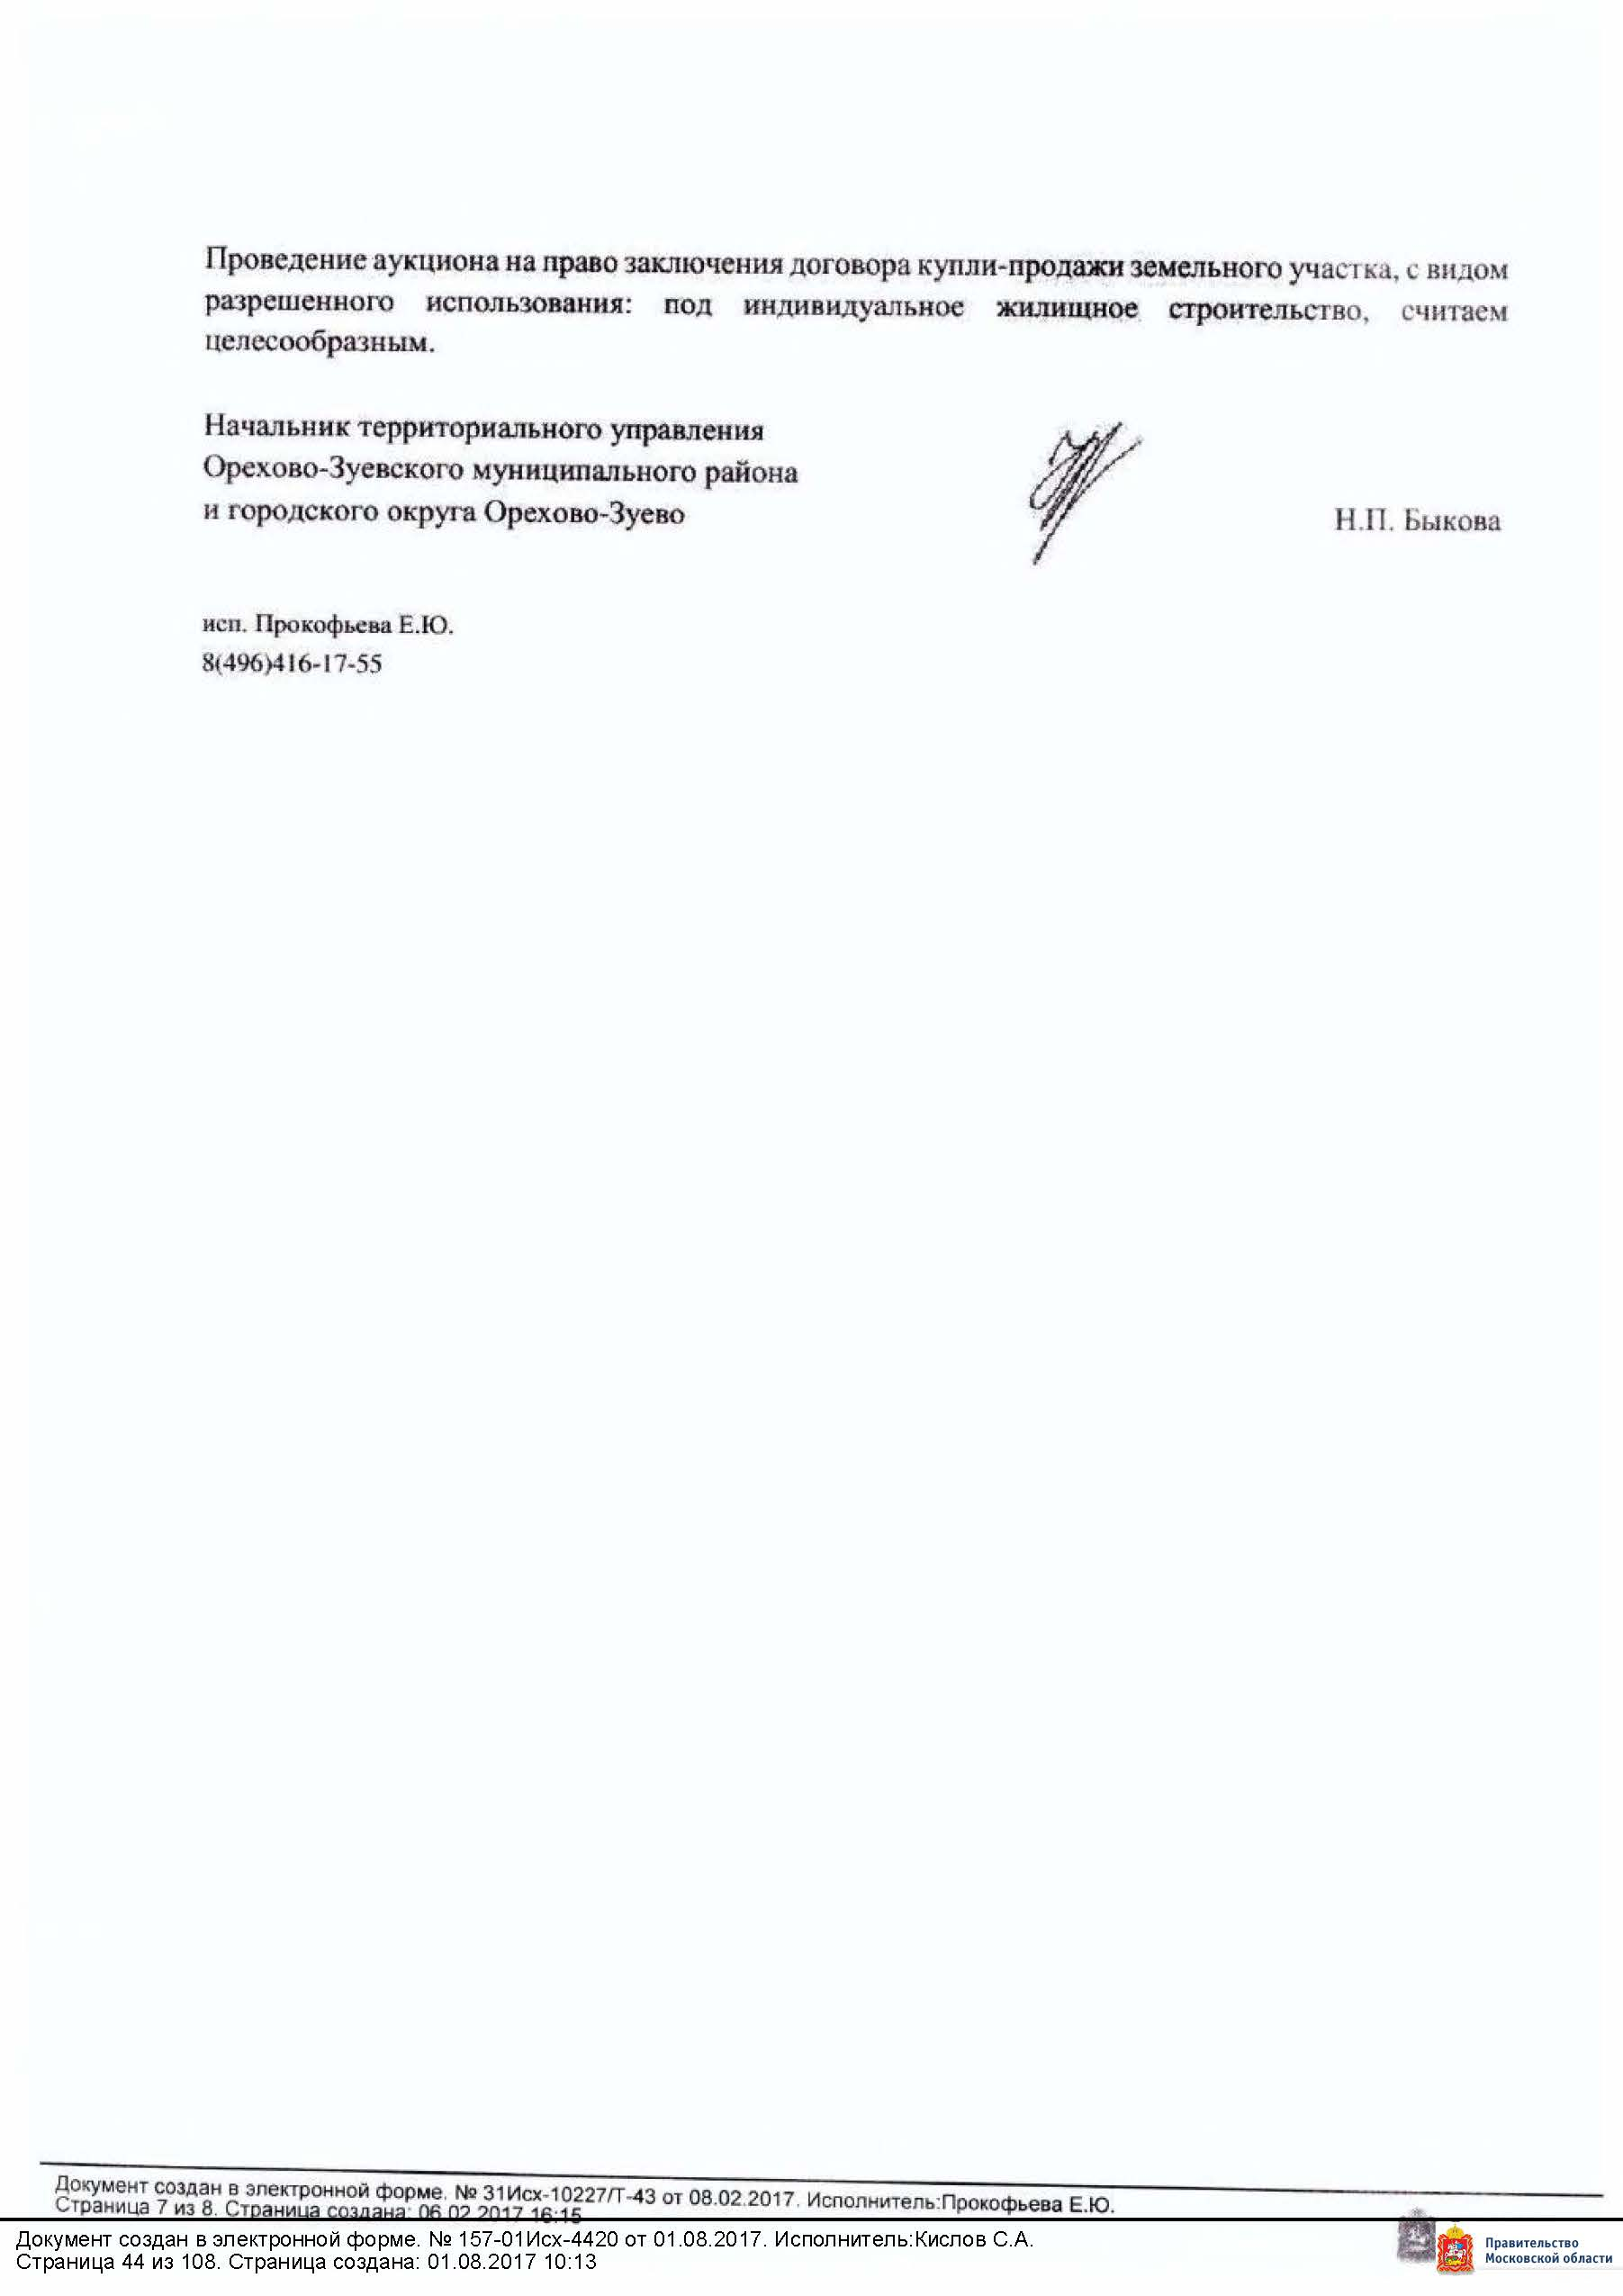 Проведение аукциона на право заключения договора купли-продажи земельного участка, с видом
разрешенного использования: под индивидуальное жилищное строительство, считаем
целесообразным.
Начальник территориального управления
Орехово-Зуевского муниципального района
и городского округа Орехово-Зуево
Н.П. Быкова
исп. Прокофьева Е.Ю.
8(496)416-17-55
Документ создан в электронной форме. № 31Исх-10227/Т-43 от 08.02.2017. Исполнитель:Прокофьева Е.Ю.
Страница 7 из 8. Страница создана: 06.02.2017 16:15
Документ создан в электронной форме. № 157-01Исх-4420 от 01.08.2017. Исполнитель:Кислов С.А.
Страница 44 из 108. Страница создана: 01.08.2017 10:13
Правительство
Московской области